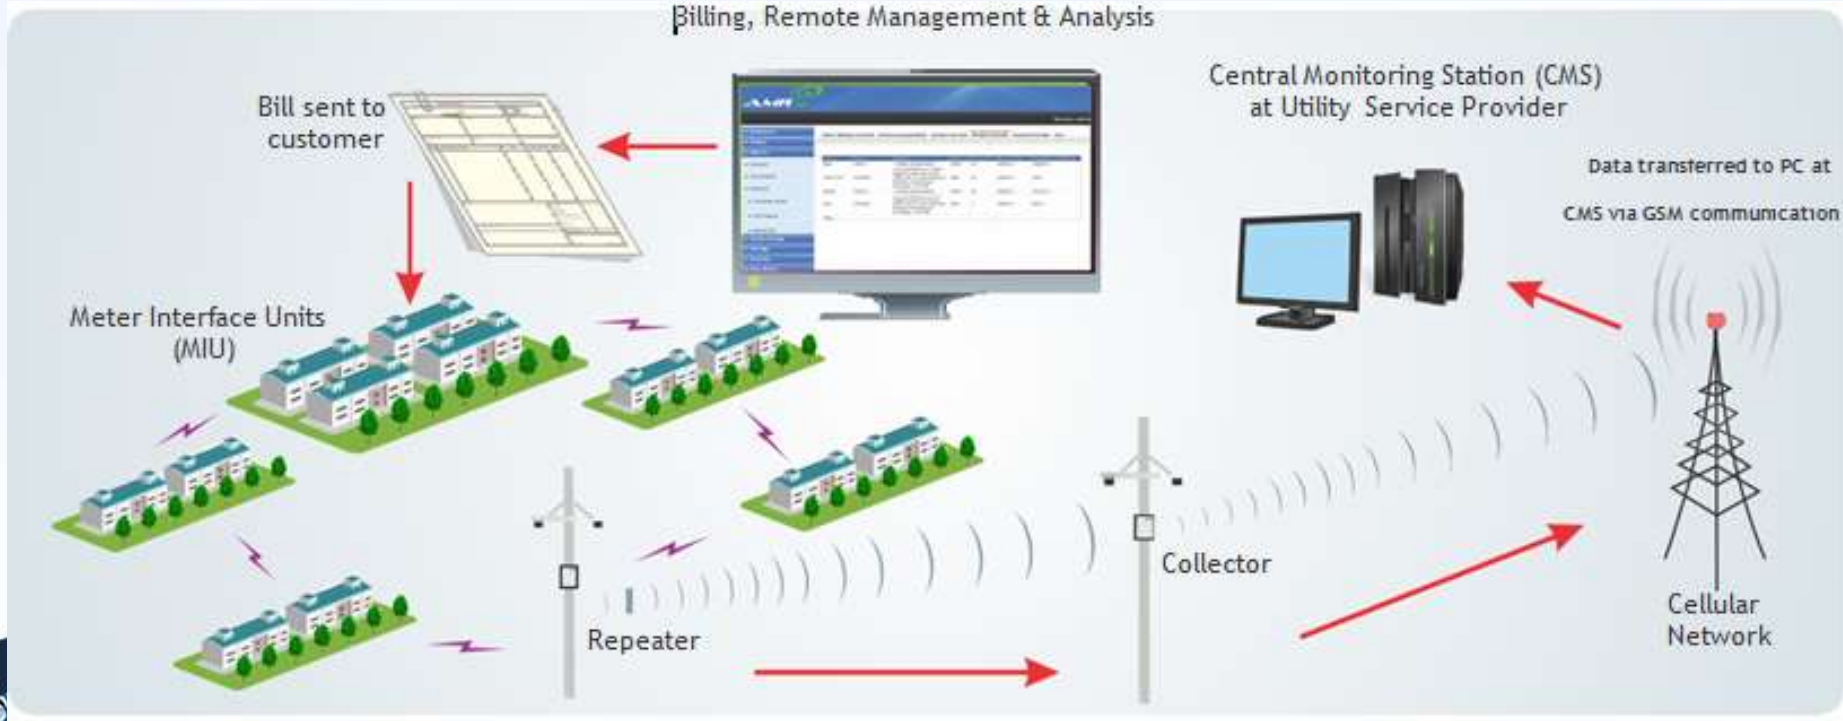 Billing, Remote Management & Analysis
Bill sent to
customer
AMR
Central Monitoring Station (CMS)
at Utility Service Provider
Data transferred to PC at
CMS via GSM communication
Meter Interface Units
(MIU)
Repeater
Collector
Cellular
Network